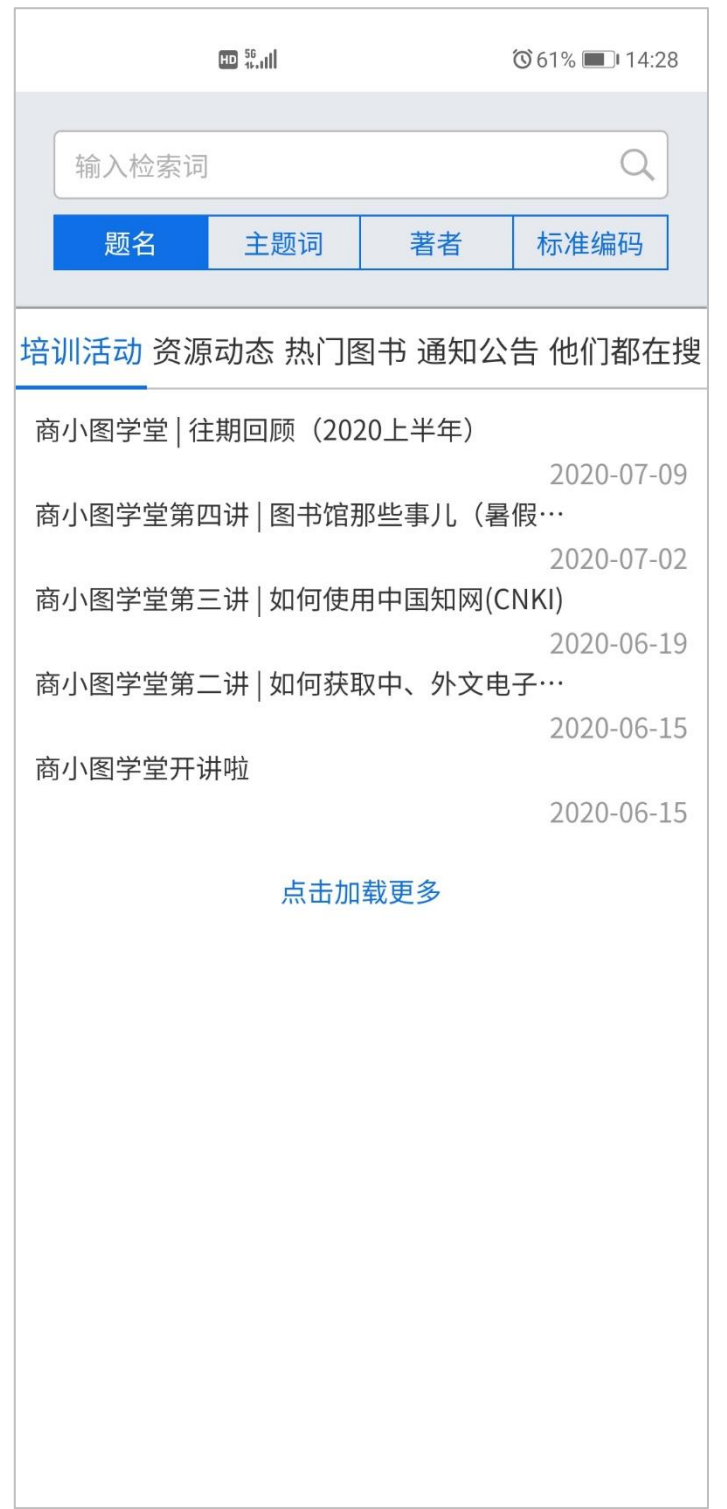 HD 5G 61% 14:28
输入检索词
题名 主题词 著者 标准编码
培训活动 资源动态 热门图书 通知公告 他们都在搜
商小图学堂 | 往期回顾（2020上半年）
2020-07-09
商小图学堂第四讲 | 图书馆那些事儿（暑假…
2020-07-02
商小图学堂第三讲 | 如何使用中国知网(CNKI)
2020-06-19
商小图学堂第二讲 | 如何获取中、外文电子…
2020-06-15
商小图学堂开讲啦
2020-06-15
点击加载更多